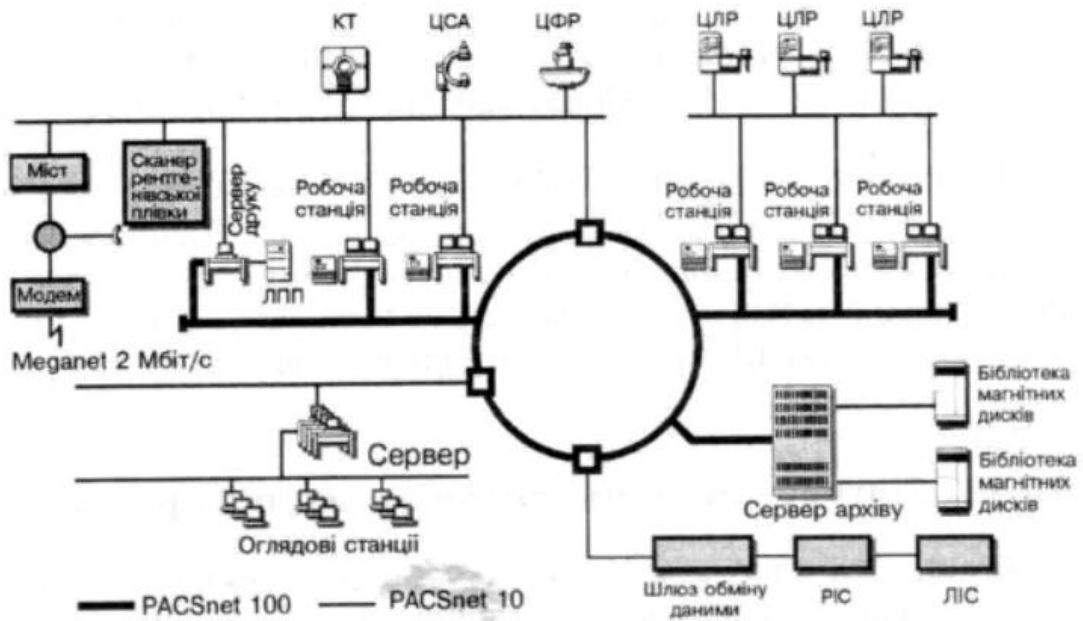 КТ
ЦСА
ЦФР
ЦЛР
ЦЛР
ЦЛР
Міст
Сканер
рентге-
нівської
плівки
Сервер
друку
Робоча
станція
Робоча
станція
Робоча
станція
Робоча
станція
Робоча
станція
ЛПП
Модем
Meganet 2 Мбіт/с
Бібліотека
магнітних
дисків
Сервер
Бібліотека
магнітних
дисків
Сервер архіву
Оглядові станції
Шлюз обміну
даними
РІС
ЛІС
PACSnet 100
PACSnet 10